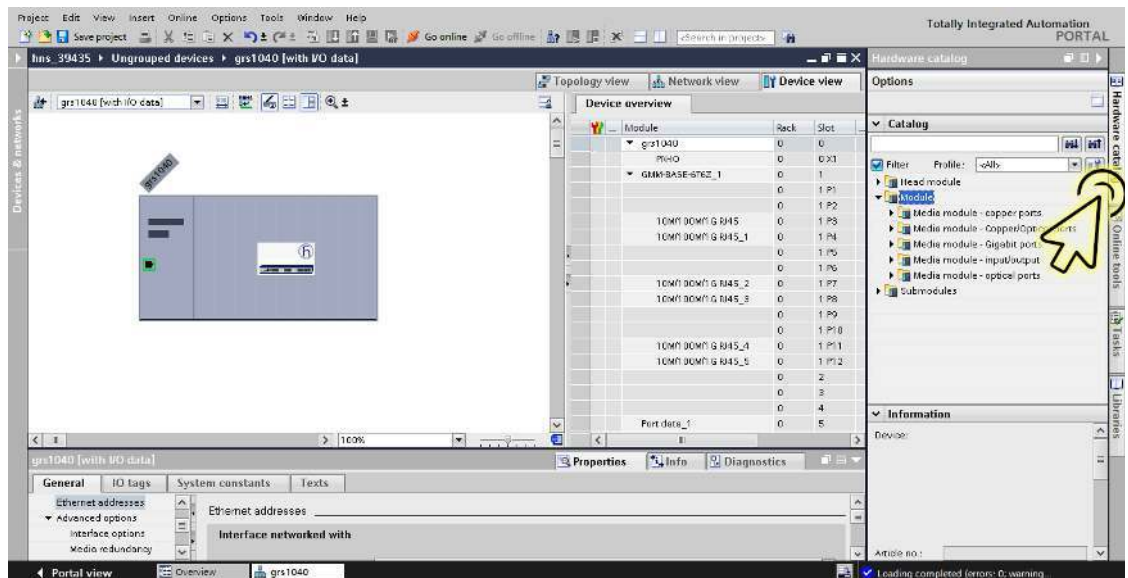 Project Edit View Insert Online Options Tools Window Help
Totally Integrated Automation
PORTAL
Save project Go online Go offline <Search in project>
hns_39435 ▸ Ungrouped devices ▸ grs1040 [with I/O data]
Hardware catalog
Topology view Network view Device view
Options
grs1040 [with I/O data]
Device overview
Module Rack Slot
grs1040 0 0
PN-IO 0 0 X1
GMM-BASE-6T6Z_1 0 1
0 1 P1
0 1 P2
10M/100M/1G RJ45 0 1 P3
10M/100M/1G RJ45_1 0 1 P4
0 1 P5
0 1 P6
10M/100M/1G RJ45_2 0 1 P7
10M/100M/1G RJ45_3 0 1 P8
0 1 P9
0 1 P10
10M/100M/1G RJ45_4 0 1 P11
10M/100M/1G RJ45_5 0 1 P12
0 2
0 3
0 4
Port data_1 0 5
grs1040
100%
Catalog
Filter Profile: <All>
Head module
Module
Media module - copper ports
Media module - Copper/Optical ports
Media module - Gigabit ports
Media module - input/output
Media module - optical ports
Submodules
Information
Device:
Article no.:
Devices & networks
Hardware catalog
Online tools
Tasks
Libraries
grs1040 [with I/O data]
Properties Info Diagnostics
General IO tags System constants Texts
Ethernet addresses
Advanced options
Interface options
Media redundancy
Ethernet addresses
Interface networked with
Portal view Overview grs1040
Loading completed (errors: 0; warning...